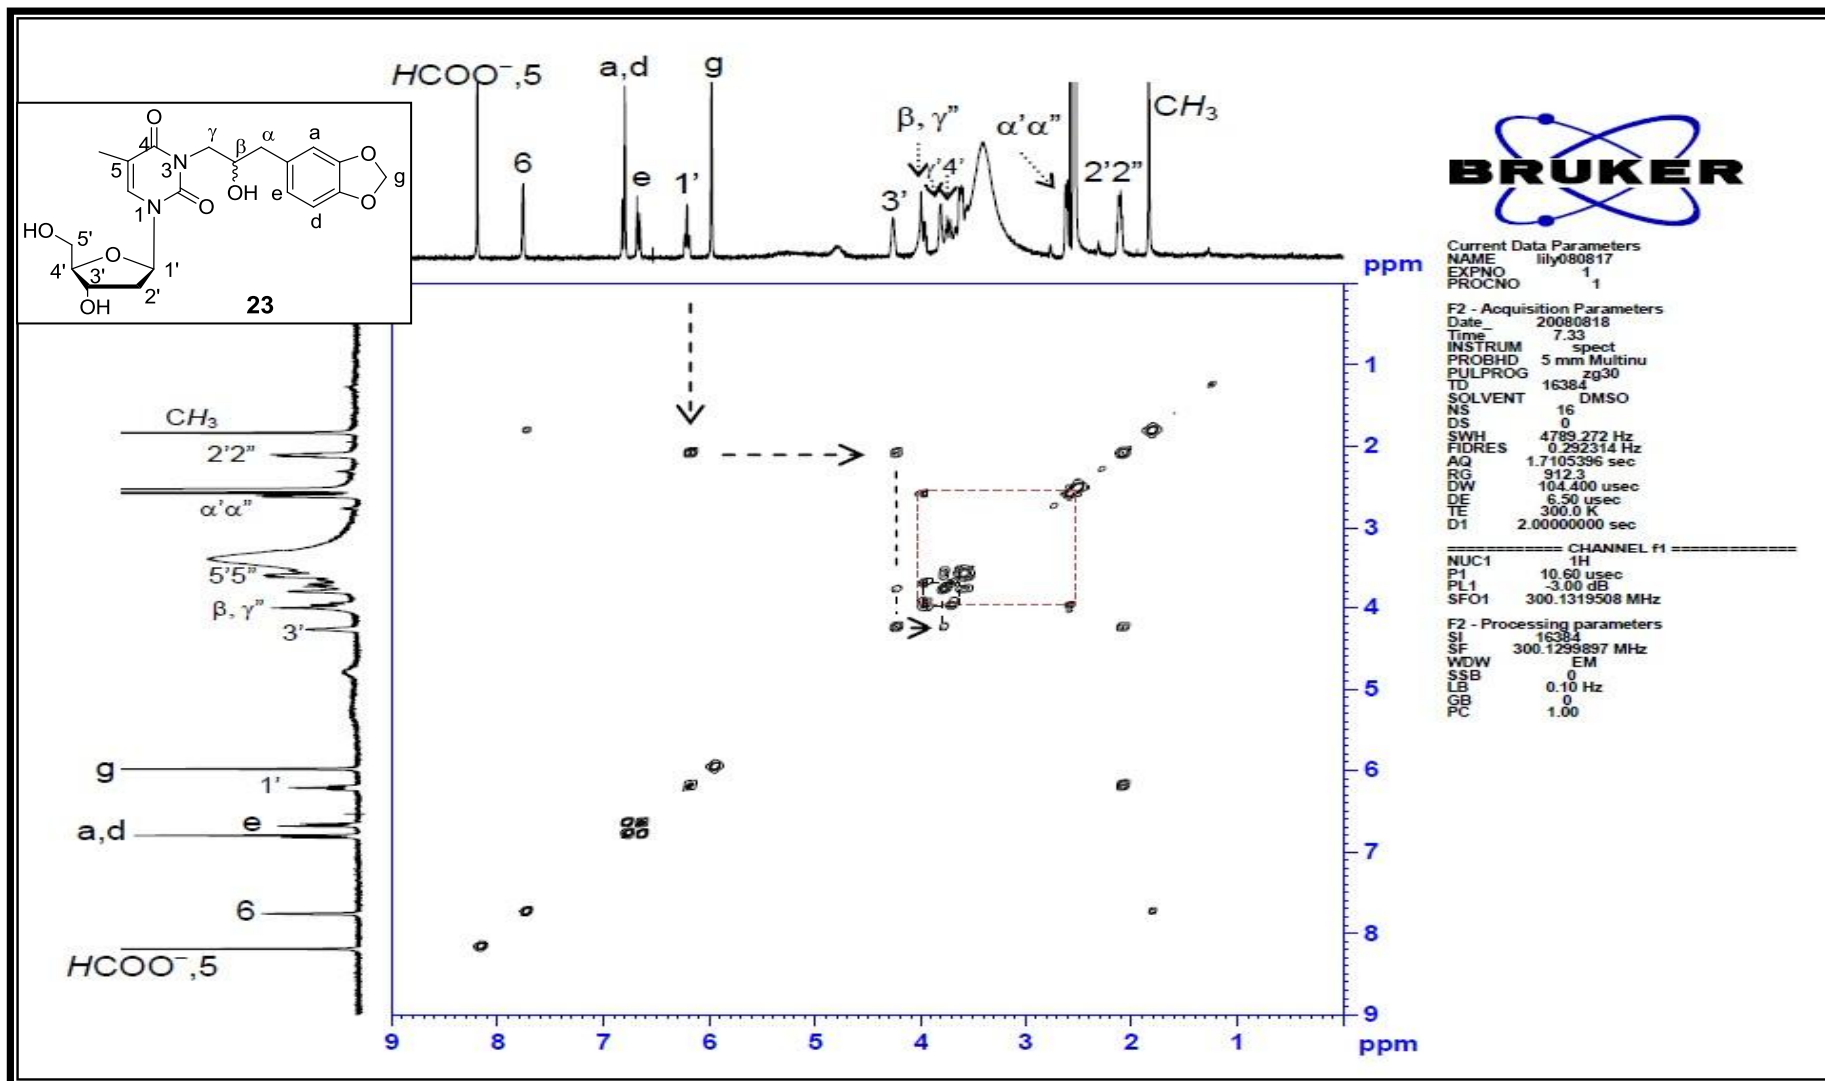 HCOO⁻,5
a,d
g
6
e
1'
3'
β, γ"
γ'4'
α'α"
2'2"
CH3
O
4
N
3
γ
β
α
a
O
g
5
OH
e
d
O
1
N
O
HO
5'
4'
O
3'
1'
2'
OH
23
ppm
CH3
2'2"
α'α"
5'5"
β, γ"
3'
g
1'
e
a,d
6
HCOO⁻,5
1
2
3
4
5
6
7
8
9
9 8 7 6 5 4 3 2 1 ppm
BRUKER
Current Data Parameters
NAME lily080817
EXPNO 1
PROCNO 1
F2 - Acquisition Parameters
Date_ 20080818
Time 7.33
INSTRUM spect
PROBHD 5 mm Multinu
PULPROG zg30
TD 16384
SOLVENT DMSO
NS 16
DS 0
SWH 4789.272 Hz
FIDRES 0.292314 Hz
AQ 1.7105396 sec
RG 912.3
DW 104.400 usec
DE 6.50 usec
TE 300.0 K
D1 2.00000000 sec
============ CHANNEL f1 =============
NUC1 1H
P1 10.60 usec
PL1 -3.00 dB
SFO1 300.1319508 MHz
F2 - Processing parameters
SI 16384
SF 300.1299897 MHz
WDW EM
SSB 0
LB 0.10 Hz
GB 0
PC 1.00